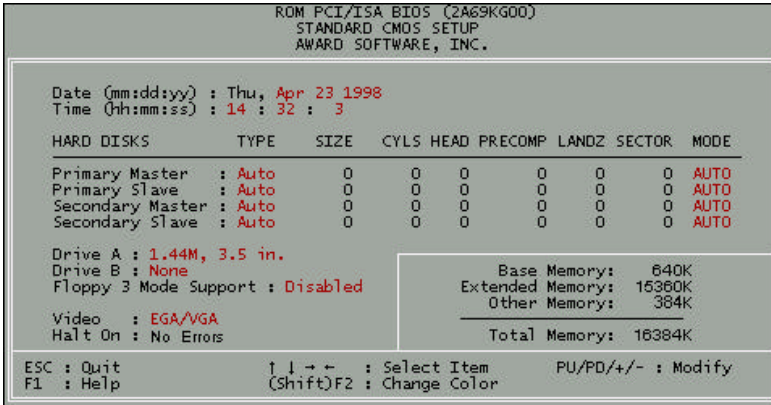 ROM PCI/ISA BIOS (2A69KG00)
STANDARD CMOS SETUP
AWARD SOFTWARE, INC.
Date (mm:dd:yy) : Thu, Apr 23 1998
Time (hh:mm:ss) : 14 : 32 : 3
HARD DISKS TYPE SIZE CYLS HEAD PRECOMP LANDZ SECTOR MODE
Primary Master : Auto 0 0 0 0 0 0 AUTO
Primary Slave : Auto 0 0 0 0 0 0 AUTO
Secondary Master : Auto 0 0 0 0 0 0 AUTO
Secondary Slave : Auto 0 0 0 0 0 0 AUTO
Drive A : 1.44M, 3.5 in.
Drive B : None
Floppy 3 Mode Support : Disabled
Video : EGA/VGA
Halt On : No Errors
Base Memory: 640K
Extended Memory: 15360K
Other Memory: 384K
Total Memory: 16384K
ESC : Quit ↑ ↓ → ← : Select Item PU/PD/+/- : Modify
F1 : Help (Shift)F2 : Change Color